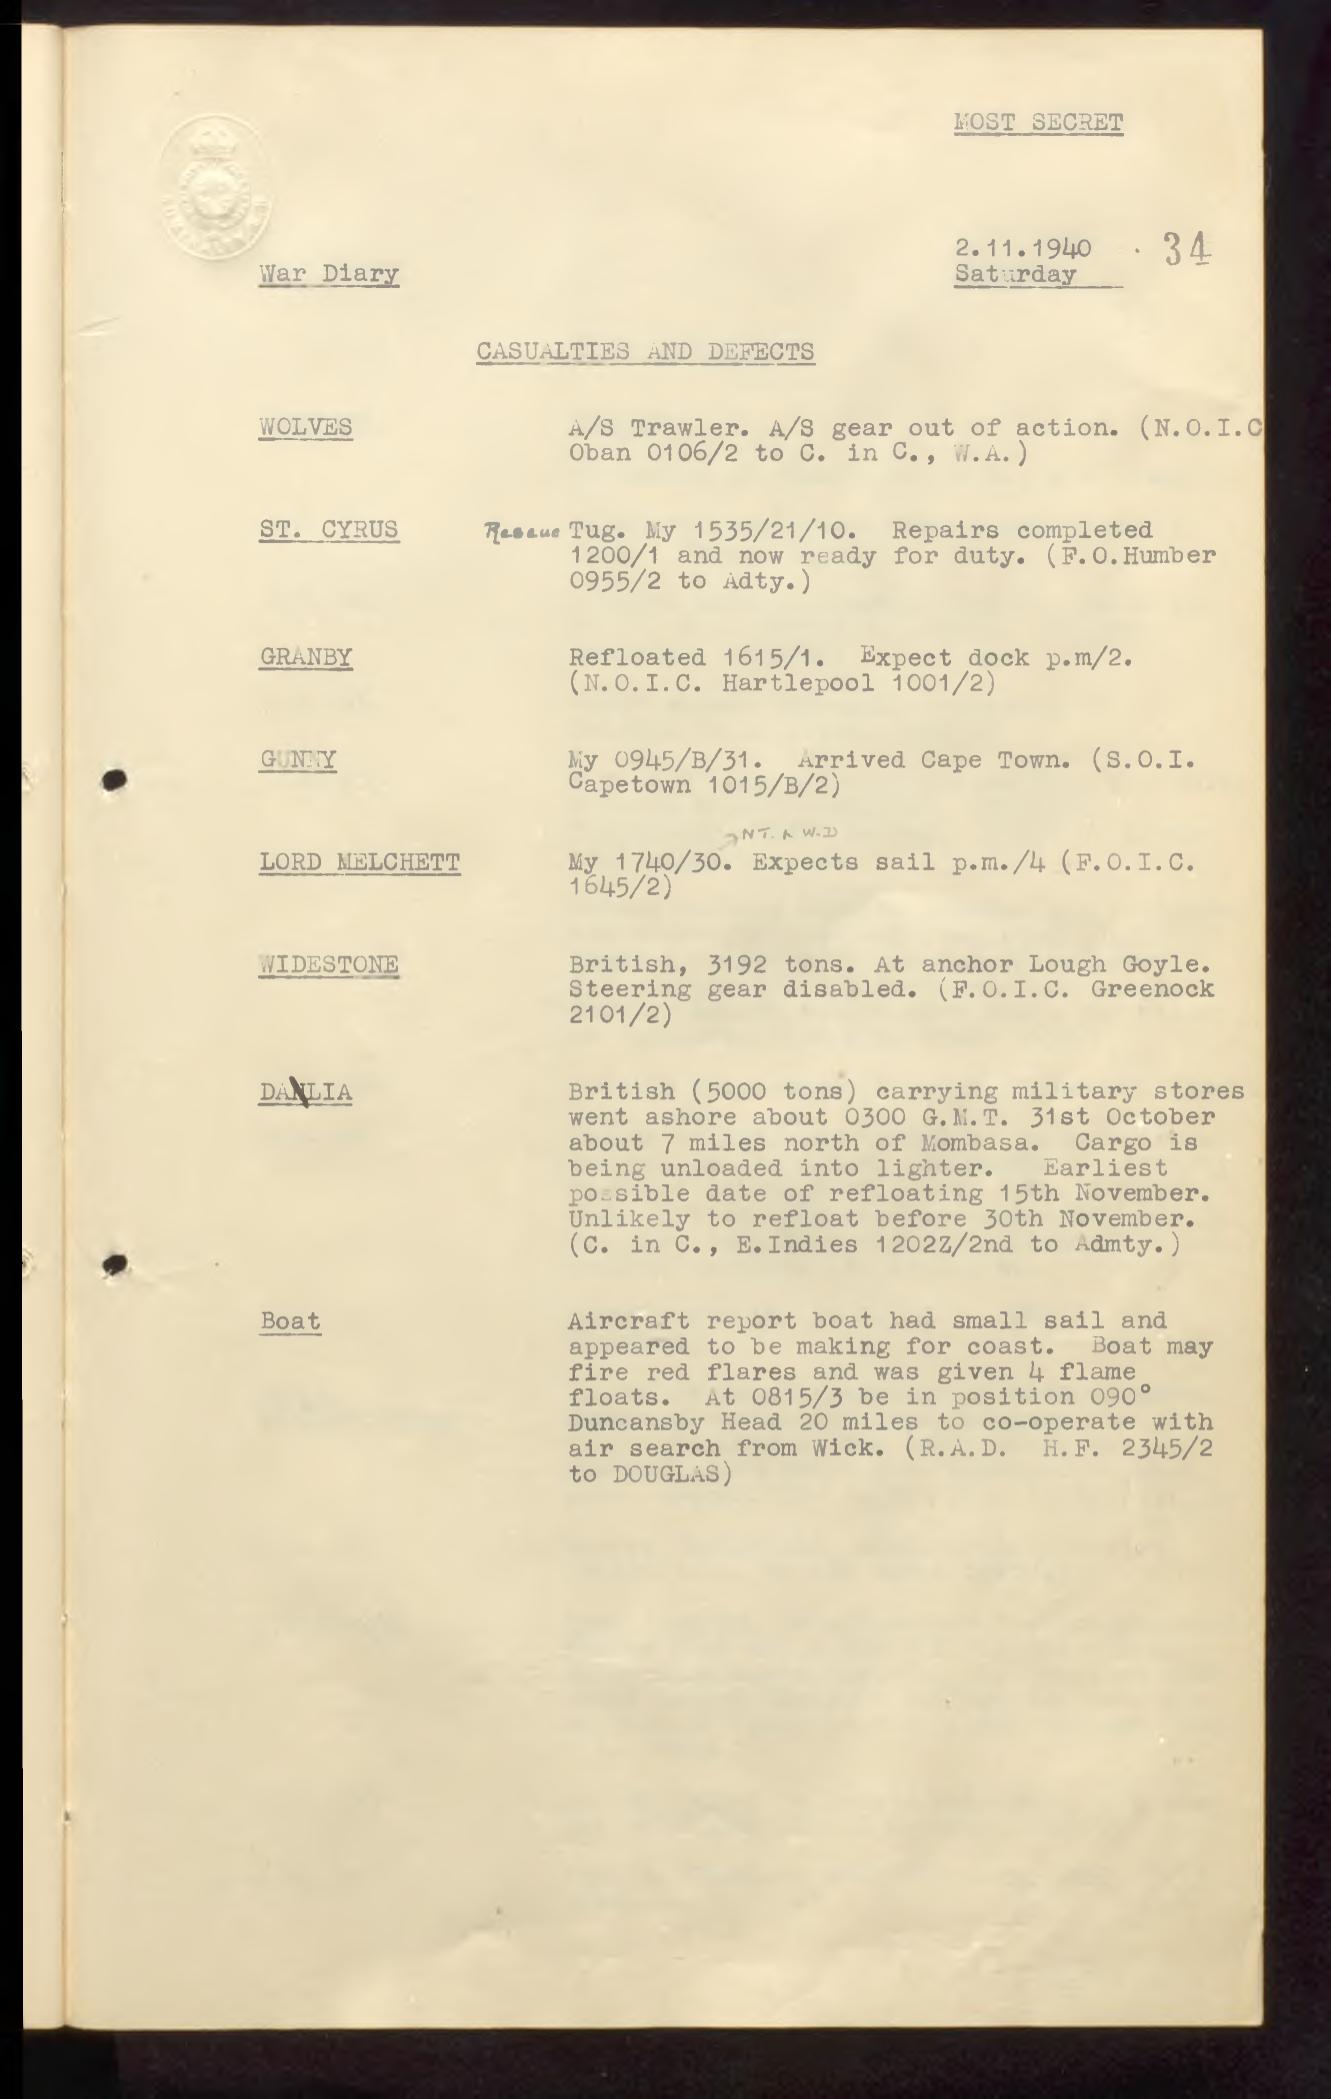 MOST SECRET
2.11.1940 . 34
War Diary
Saturday
CASUALTIES AND DEFECTS
WOLVES A/S Trawler. A/S gear out of action. (N.O.I.C
Oban 0106/2 to C. in C., W.A.)
ST. CYRUS Rescue Tug. My 1535/21/10. Repairs completed
1200/1 and now ready for duty. (F.O.Humber
0955/2 to Adty.)
GRANBY Refloated 1615/1. Expect dock p.m/2.
(N.O.I.C. Hartlepool 1001/2)
GUNNY My 0945/B/31. Arrived Cape Town. (S.O.I.
Capetown 1015/B/2)
NT. A W.D
LORD MELCHETT My 1740/30. Expects sail p.m./4 (F.O.I.C.
1645/2)
WIDESTONE British, 3192 tons. At anchor Lough Goyle.
Steering gear disabled. (F.O.I.C. Greenock
2101/2)
DAHLIA British (5000 tons) carrying military stores
went ashore about 0300 G.M.T. 31st October
about 7 miles north of Mombasa. Cargo is
being unloaded into lighter. Earliest
possible date of refloating 15th November.
Unlikely to refloat before 30th November.
(C. in C., E.Indies 1202Z/2nd to Admty.)
Boat Aircraft report boat had small sail and
appeared to be making for coast. Boat may
fire red flares and was given 4 flame
floats. At 0815/3 be in position 090°
Duncansby Head 20 miles to co-operate with
air search from Wick. (R.A.D. H.F. 2345/2
to DOUGLAS)